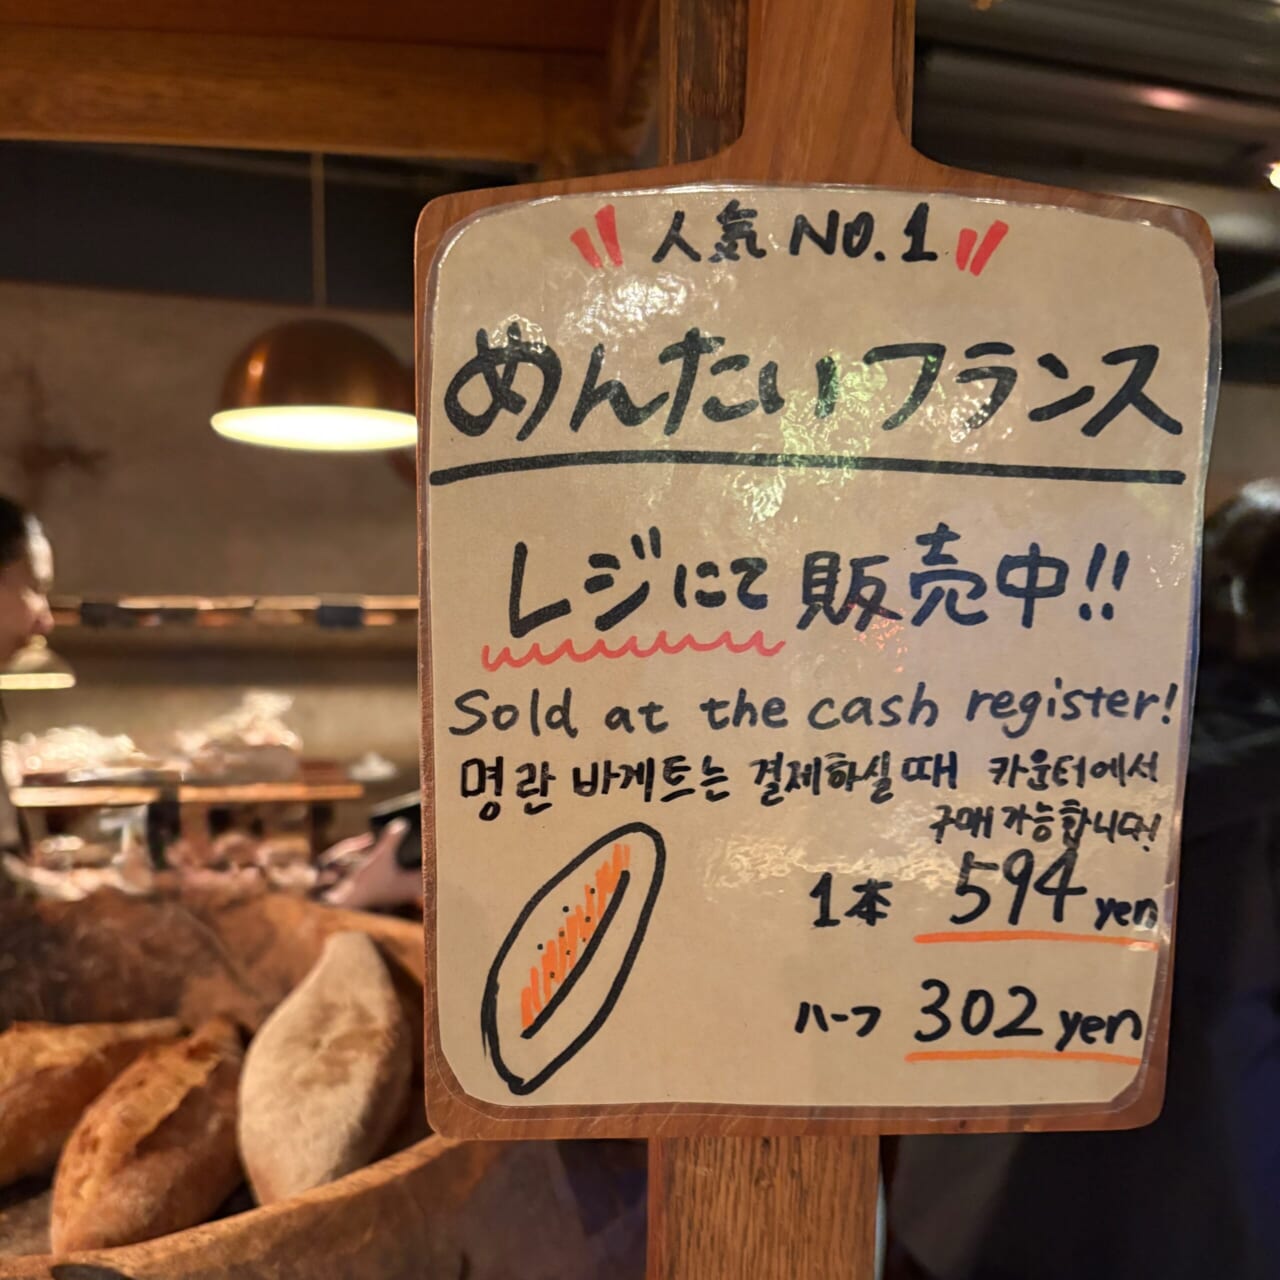 人気 NO.1
めんたいフランス
レジにて販売中!!
Sold at the cash register!
명란 바게트는 결제하실때 카운터에서
구매 가능합니다!
1本 594 yen
ハーフ 302 yen